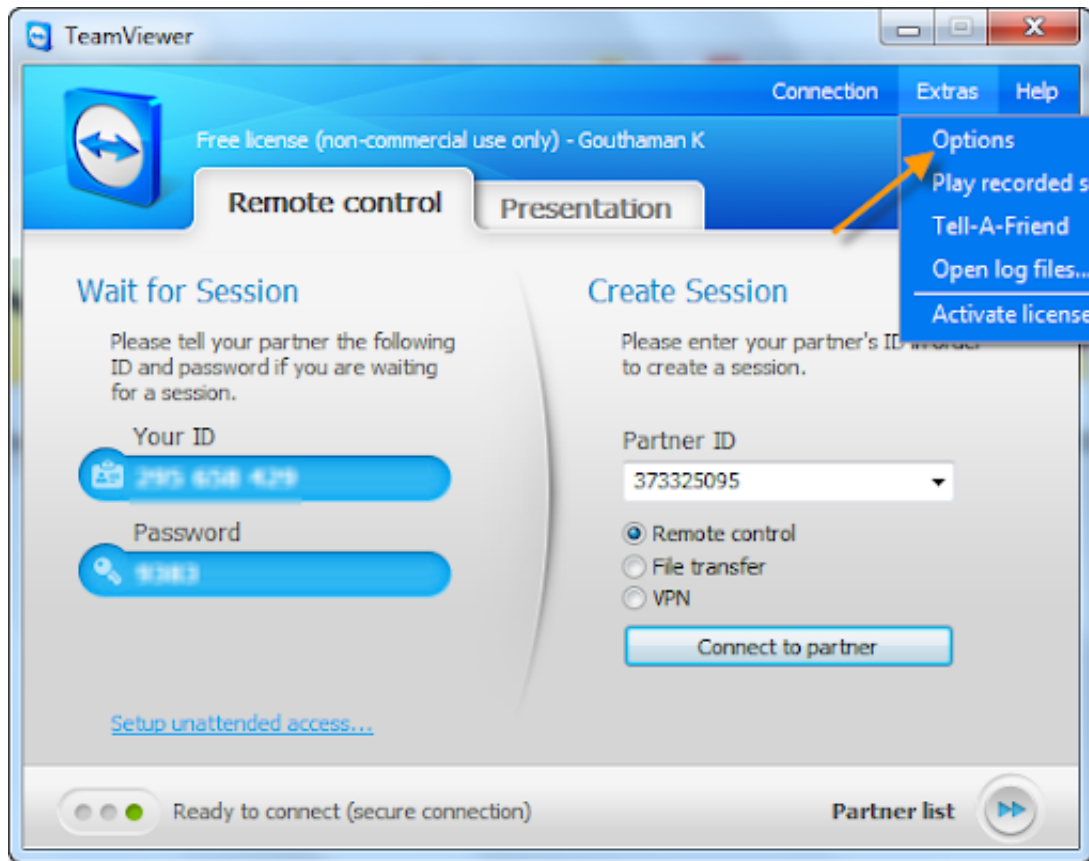 TeamViewer
Connection Extras Help
Free license (non-commercial use only) - Gouthaman K
Options
Play recorded s
Tell-A-Friend
Open log files...
Activate license
Remote control
Presentation
Wait for Session
Please tell your partner the following
ID and password if you are waiting
for a session.
Your ID
Password
Setup unattended access...
Create Session
Please enter your partner's ID in order
to create a session.
Partner ID
373325095
Remote control
File transfer
VPN
Connect to partner
Ready to connect (secure connection)
Partner list